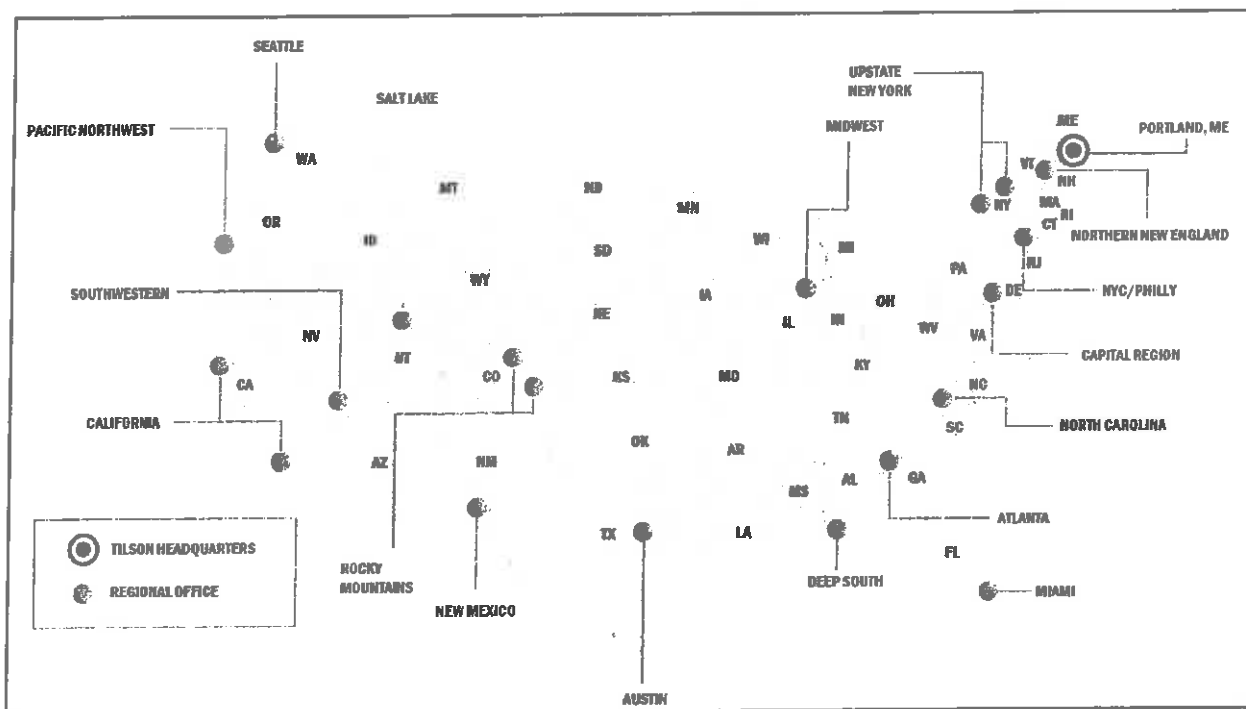 SEATTLE
SALT LAKE
UPSTATE
NEW YORK
MIDWEST
ME
PORTLAND, ME
PACIFIC NORTHWEST
WA
VT
NH
MT
ND
MN
NY
MA
RI
CT
OR
ID
NORTHERN NEW ENGLAND
SD
WI
MI
PA
NJ
WY
SOUTHWESTERN
IA
OH
DE
NYC/PHILLY
NE
IL
IN
WV
VA
NV
UT
CAPITAL REGION
CA
CO
KS
MO
KY
NC
CALIFORNIA
TN
SC
NORTH CAROLINA
AZ
NM
OK
AR
MS
AL
GA
ATLANTA
TX
LA
FL
TILSON HEADQUARTERS
REGIONAL OFFICE
ROCKY
MOUNTAINS
NEW MEXICO
DEEP SOUTH
MIAMI
AUSTIN